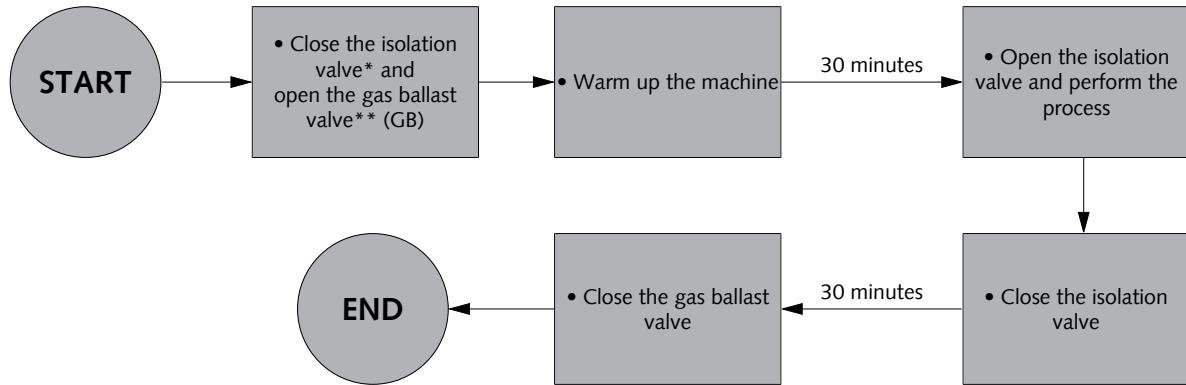 START
• Close the isolation
valve* and
open the gas ballast
valve** (GB)
• Warm up the machine
30 minutes
• Open the isolation
valve and perform the
process
• Close the isolation
valve
30 minutes
• Close the gas ballast
valve
END